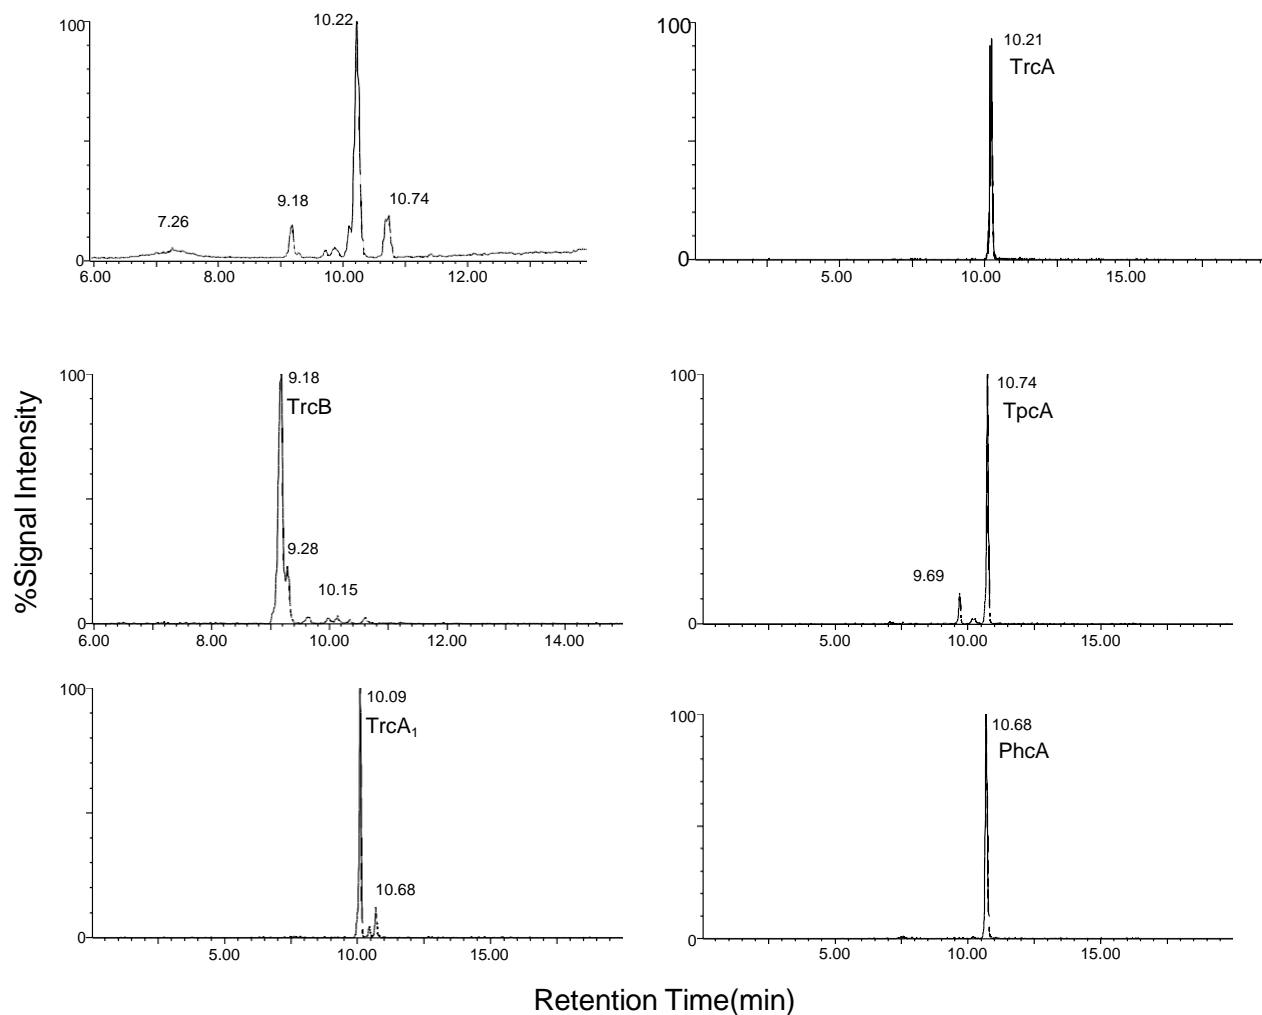 100
10.22
9.18
10.74
7.26
0
6.00 8.00 10.00 12.00
100
10.21
TrcA
0
5.00 10.00 15.00
%Signal Intensity
100
9.18
TrcB
9.28
10.15
0
6.00 8.00 10.00 12.00 14.00
100
10.74
TpcA
9.69
0
5.00 10.00 15.00
100
10.09
TrcA₁
10.68
0
5.00 10.00 15.00
100
10.68
PhcA
0
5.00 10.00 15.00
Retention Time(min)